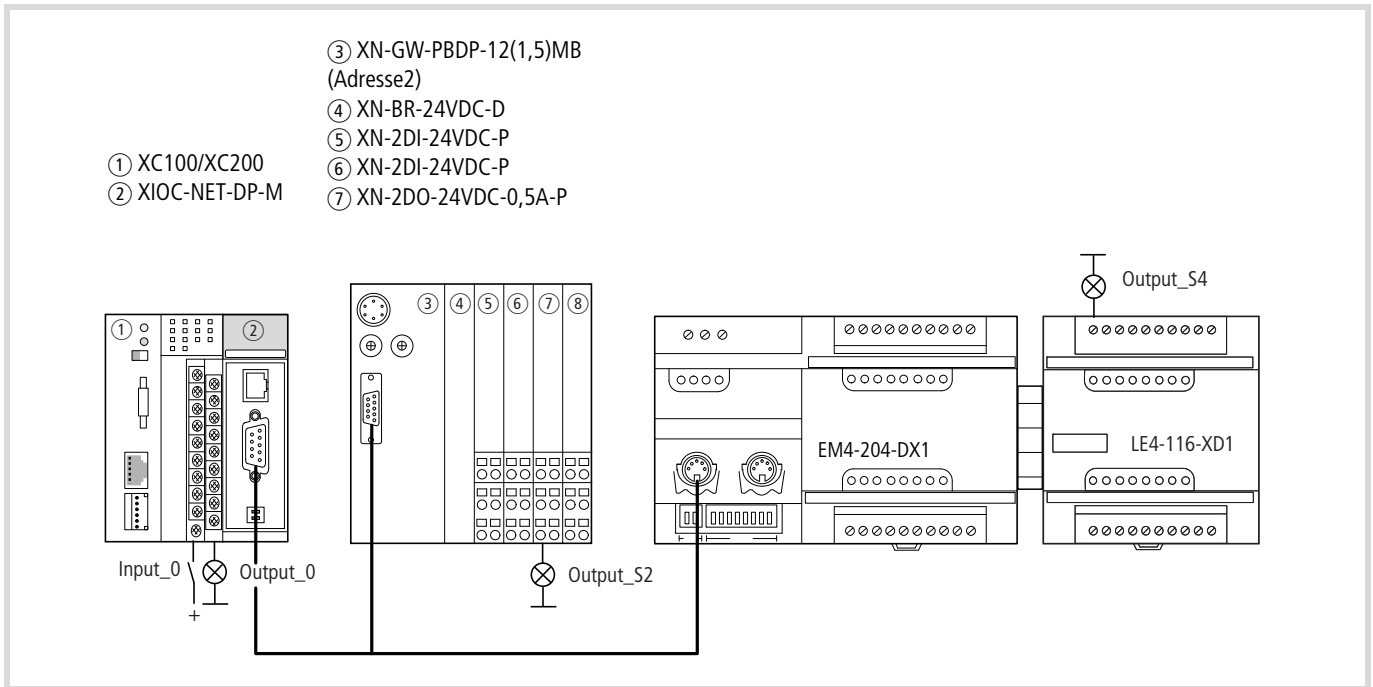 ③ XN-GW-PBDP-12(1,5)MB
(Adresse2)
④ XN-BR-24VDC-D
⑤ XN-2DI-24VDC-P
⑥ XN-2DI-24VDC-P
⑦ XN-2DO-24VDC-0,5A-P
① XC100/XC200
② XIOC-NET-DP-M
Output_S4
① ②
③ ④ ⑤ ⑥ ⑦ ⑧
EM4-204-DX1
LE4-116-XD1
Input_0
+
Output_0
Output_S2